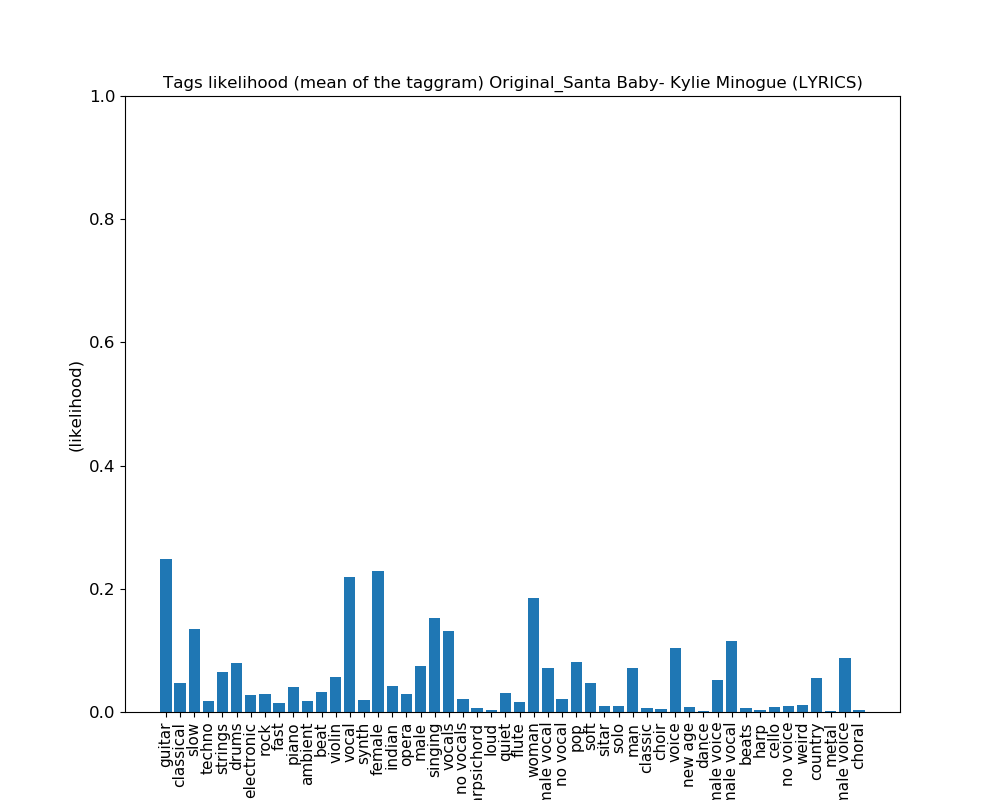 Tags likelihood (mean of the taggram) Original_Santa Baby- Kylie Minogue (LYRICS)
1.0
0.8
0.6
0.4
0.2
0.0
(likelihood)
guitar
classical
slow
techno
strings
drums
electronic
rock
fast
piano
ambient
beat
violin
vocal
synth
female
indian
opera
male
singing
vocals
no vocals
arpsichord
loud
quiet
flute
woman
male vocal
no vocal
pop
soft
sitar
solo
man
classic
choir
voice
new age
dance
male voice
male vocal
beats
harp
cello
no voice
weird
country
metal
male voice
choral